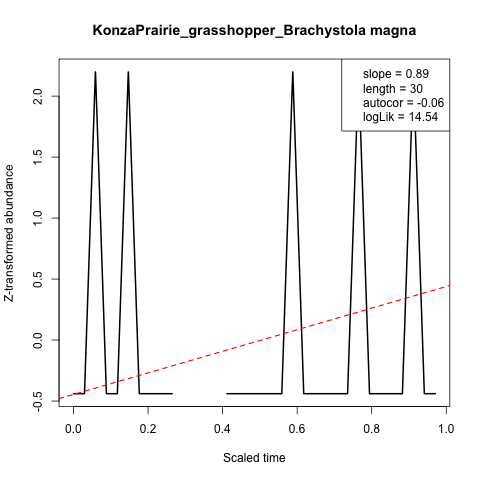 KonzaPrairie_grasshopper_Brachystola magna
slope = 0.89
length = 30
autocor = -0.06
logLik = 14.54
Z-transformed abundance
2.0
1.5
1.0
0.5
0.0
-0.5
0.0 0.2 0.4 0.6 0.8 1.0
Scaled time